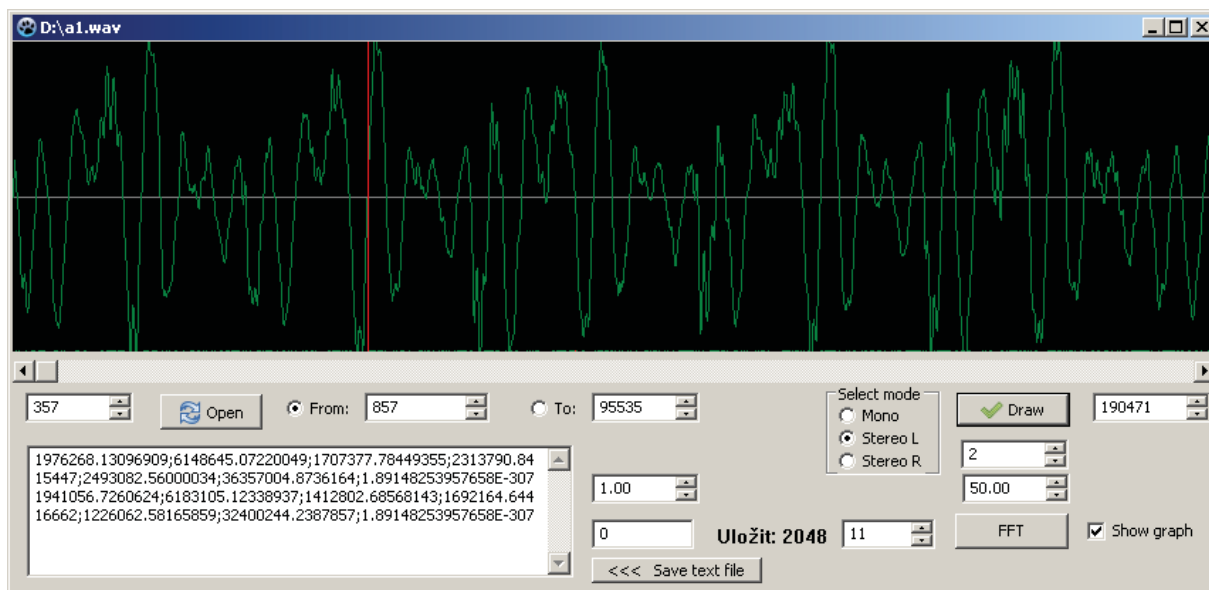 D:\a1.wav
357
Open
From:
857
To:
95535
Select mode
Mono
Stereo L
Stereo R
Draw
190471
2
50.00
1976268.13096909;6148645.07220049;1707377.78449355;2313790.84
15447;2493082.56000034;36357004.8736164;1.89148253957658E-307
1941056.7260624;6183105.12338937;1412802.68568143;1692164.644
16662;1226062.58165859;32400244.2387857;1.89148253957658E-307
1.00
0
Uložit: 2048
11
FFT
Show graph
<<< Save text file